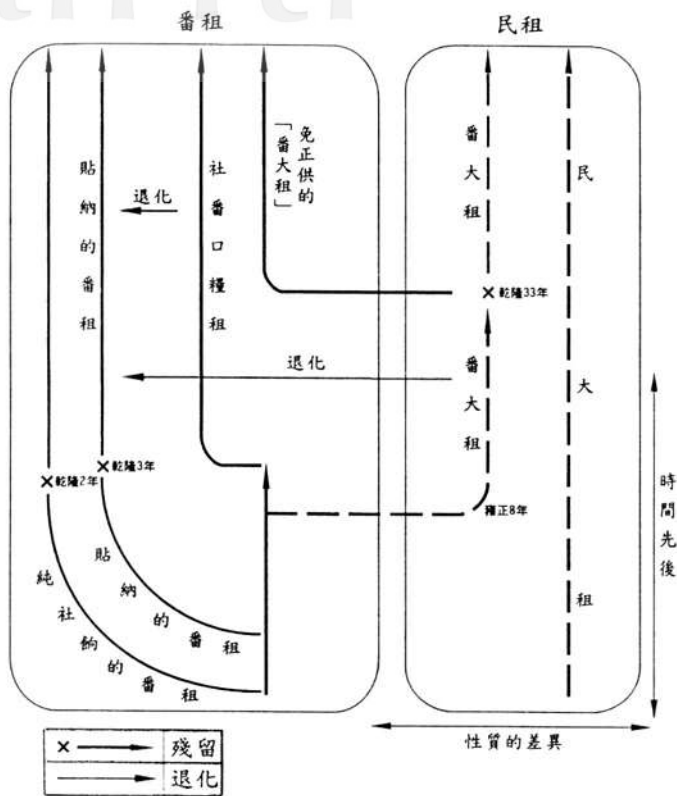 番租
民租
貼納的番租
退化
社番口糧租
免正供的
「番大租」
番大租
民大租
×乾隆33年
退化
番大租
×乾隆2年
×乾隆3年
雍正8年
時間先後
貼納的番租
純社餉的番租
性質的差異
× 殘留
退化